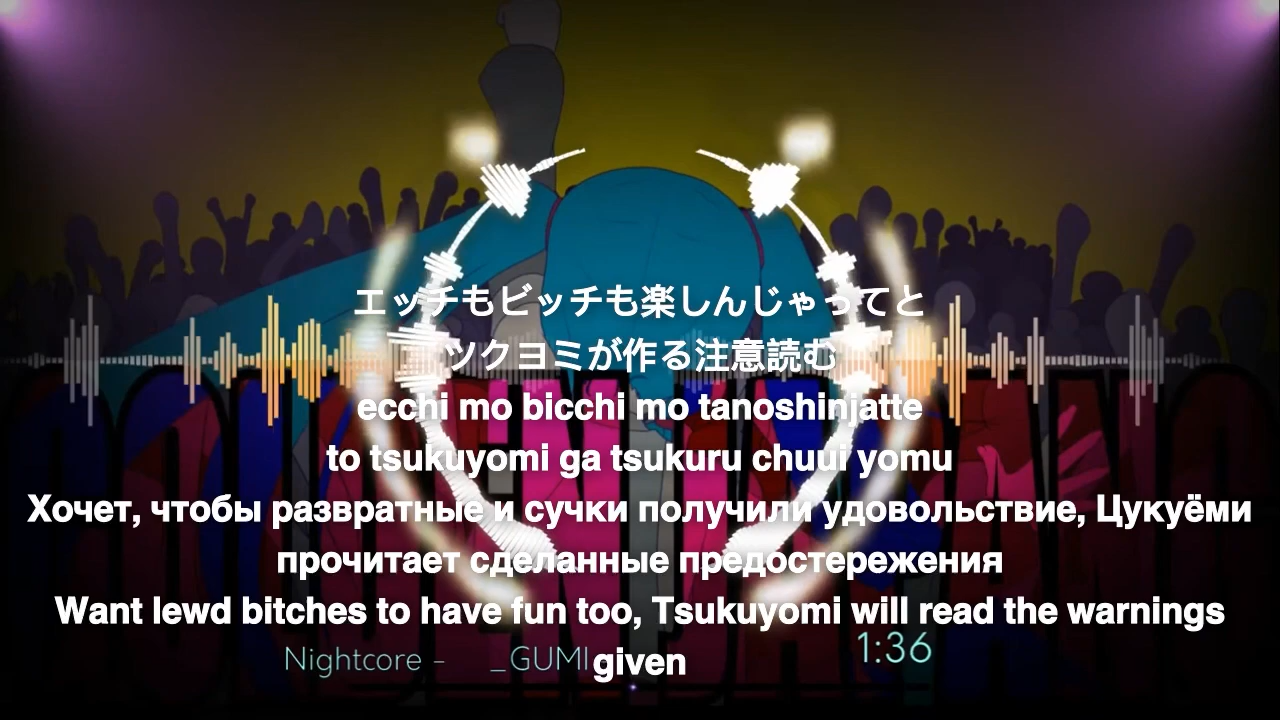 エッチもビッチも楽しんじゃってと
ツクヨミが作る注意読む
ecchi mo bicchi mo tanoshinjatte
to tsukuyomi ga tsukuru chuui yomu
Хочет, чтобы развратные и сучки получили удовольствие, Цукуёми
прочитает сделанные предостережения
Want lewd bitches to have fun too, Tsukuyomi will read the warnings
given
Nightcore - _GUMI
1:36